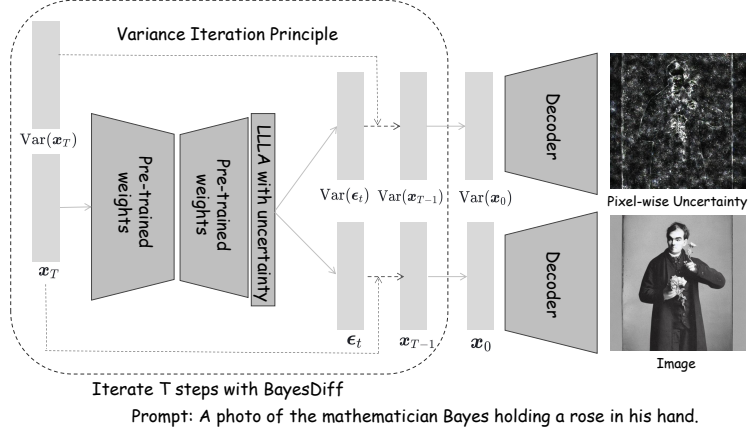 Variance Iteration Principle
Var(x_T)
Pre-trained
weights
Pre-trained
weights
LLLA with uncertainty
Var(ϵ_t)
Var(x_{T−1})
Var(x_0)
Decoder
Pixel-wise Uncertainty
x_T
ϵ_t
x_{T−1}
x_0
Decoder
Image
Iterate T steps with BayesDiff
Prompt: A photo of the mathematician Bayes holding a rose in his hand.